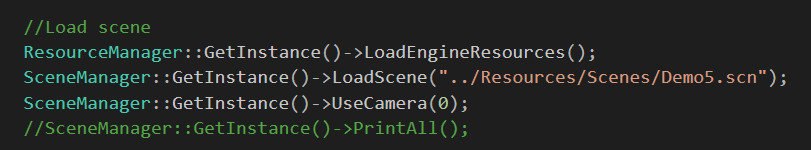 //Load scene
ResourceManager::GetInstance()->LoadEngineResources();
SceneManager::GetInstance()->LoadScene("../Resources/Scenes/Demo5.scn");
SceneManager::GetInstance()->UseCamera(0);
//SceneManager::GetInstance()->PrintAll();